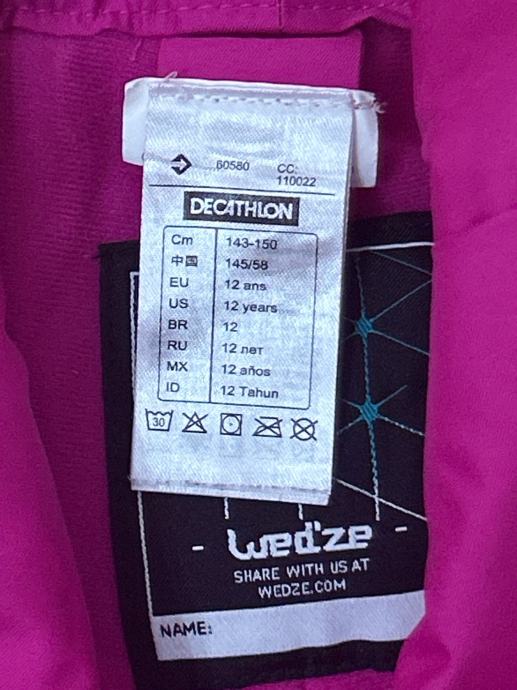 60580 CC:
110022
DECATHLON
Cm 143-150
中国 145/58
EU 12 ans
US 12 years
BR 12
RU 12 лет
MX 12 años
ID 12 Tahun
30
- wed'ze -
SHARE WITH US AT
WEDZE.COM
NAME: